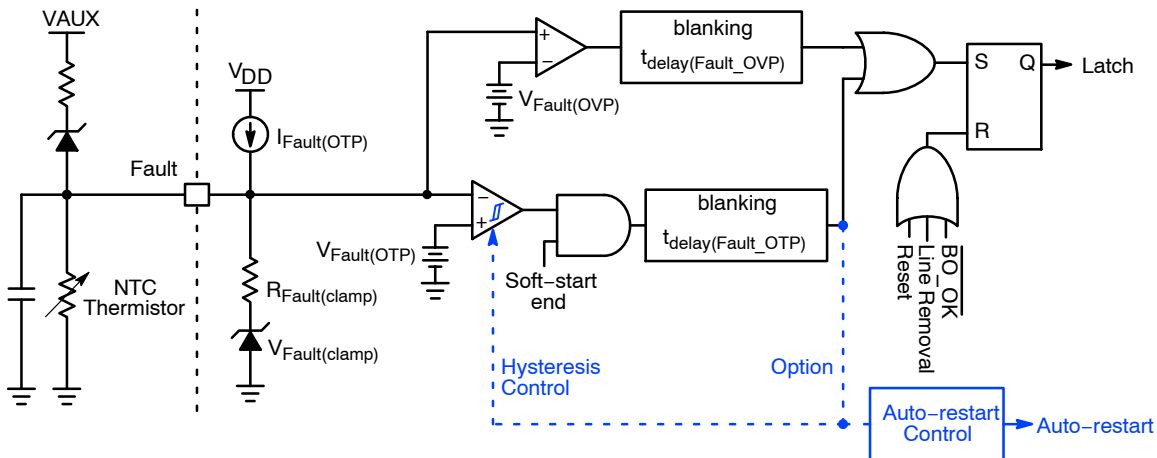 VAUX
VDD
IFault(OTP)
Fault
NTC
Thermistor
RFault(clamp)
VFault(clamp)
+
−
VFault(OVP)
blanking
tdelay(Fault_OVP)
−
+
VFault(OTP)
Soft−start
end
blanking
tdelay(Fault_OTP)
S
Q
R
Latch
Reset
Line Removal
BO_OK
Hysteresis
Control
Option
Auto−restart
Control
Auto−restart